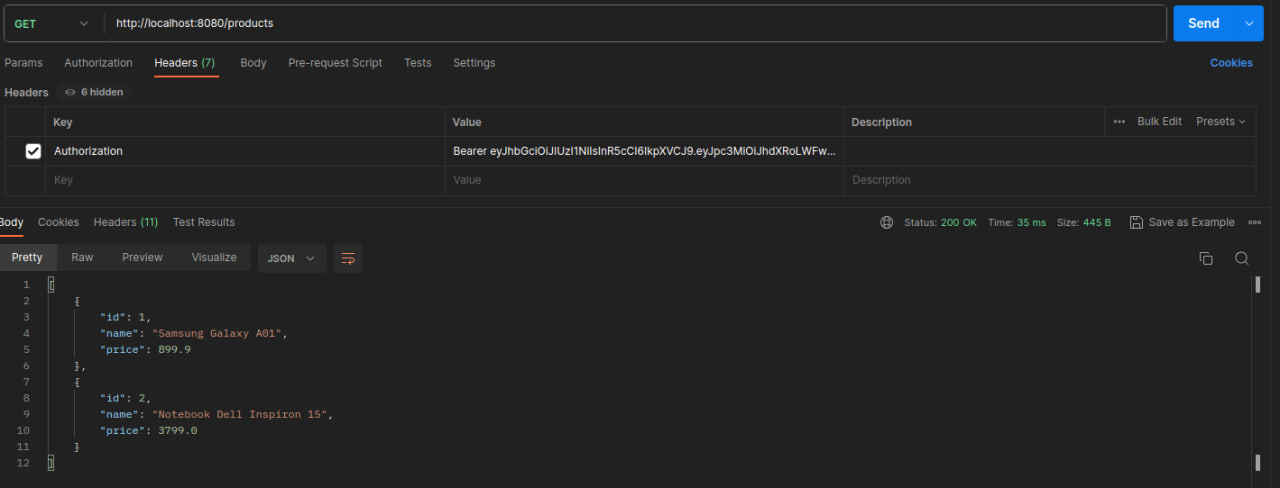 GET http://localhost:8080/products Send
Params Authorization Headers (7) Body Pre-request Script Tests Settings Cookies
Headers 6 hidden
Key Value Description ••• Bulk Edit Presets
Authorization Bearer eyJhbGciOiJIUzI1NiIsInR5cCI6IkpXVCJ9.eyJpc3MiOiJhdXRoLWFw...
Key Value Description
Body Cookies Headers (11) Test Results Status: 200 OK Time: 35 ms Size: 445 B Save as Example
Pretty Raw Preview Visualize JSON
1 [
2 {
3 "id": 1,
4 "name": "Samsung Galaxy A01",
5 "price": 899.9
6 },
7 {
8 "id": 2,
9 "name": "Notebook Dell Inspiron 15",
10 "price": 3799.0
11 }
12 ]